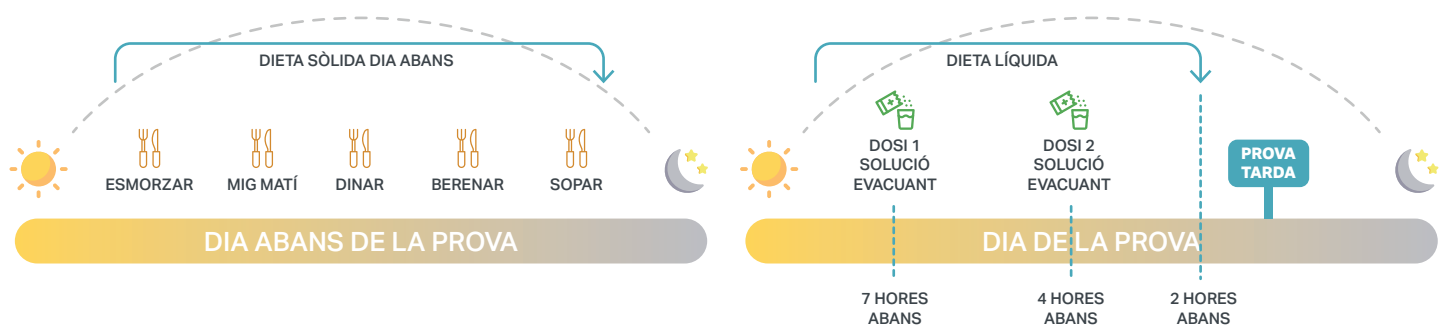 DIETA SÒLIDA DIA ABANS
ESMORZAR
MIG MATÍ
DINAR
BERENAR
SOPAR
DIA ABANS DE LA PROVA
DIETA LÍQUIDA
DOSI 1
SOLUCIÓ
EVACUANT
DOSI 2
SOLUCIÓ
EVACUANT
PROVA
TARDA
DIA DE LA PROVA
7 HORES
ABANS
4 HORES
ABANS
2 HORES
ABANS